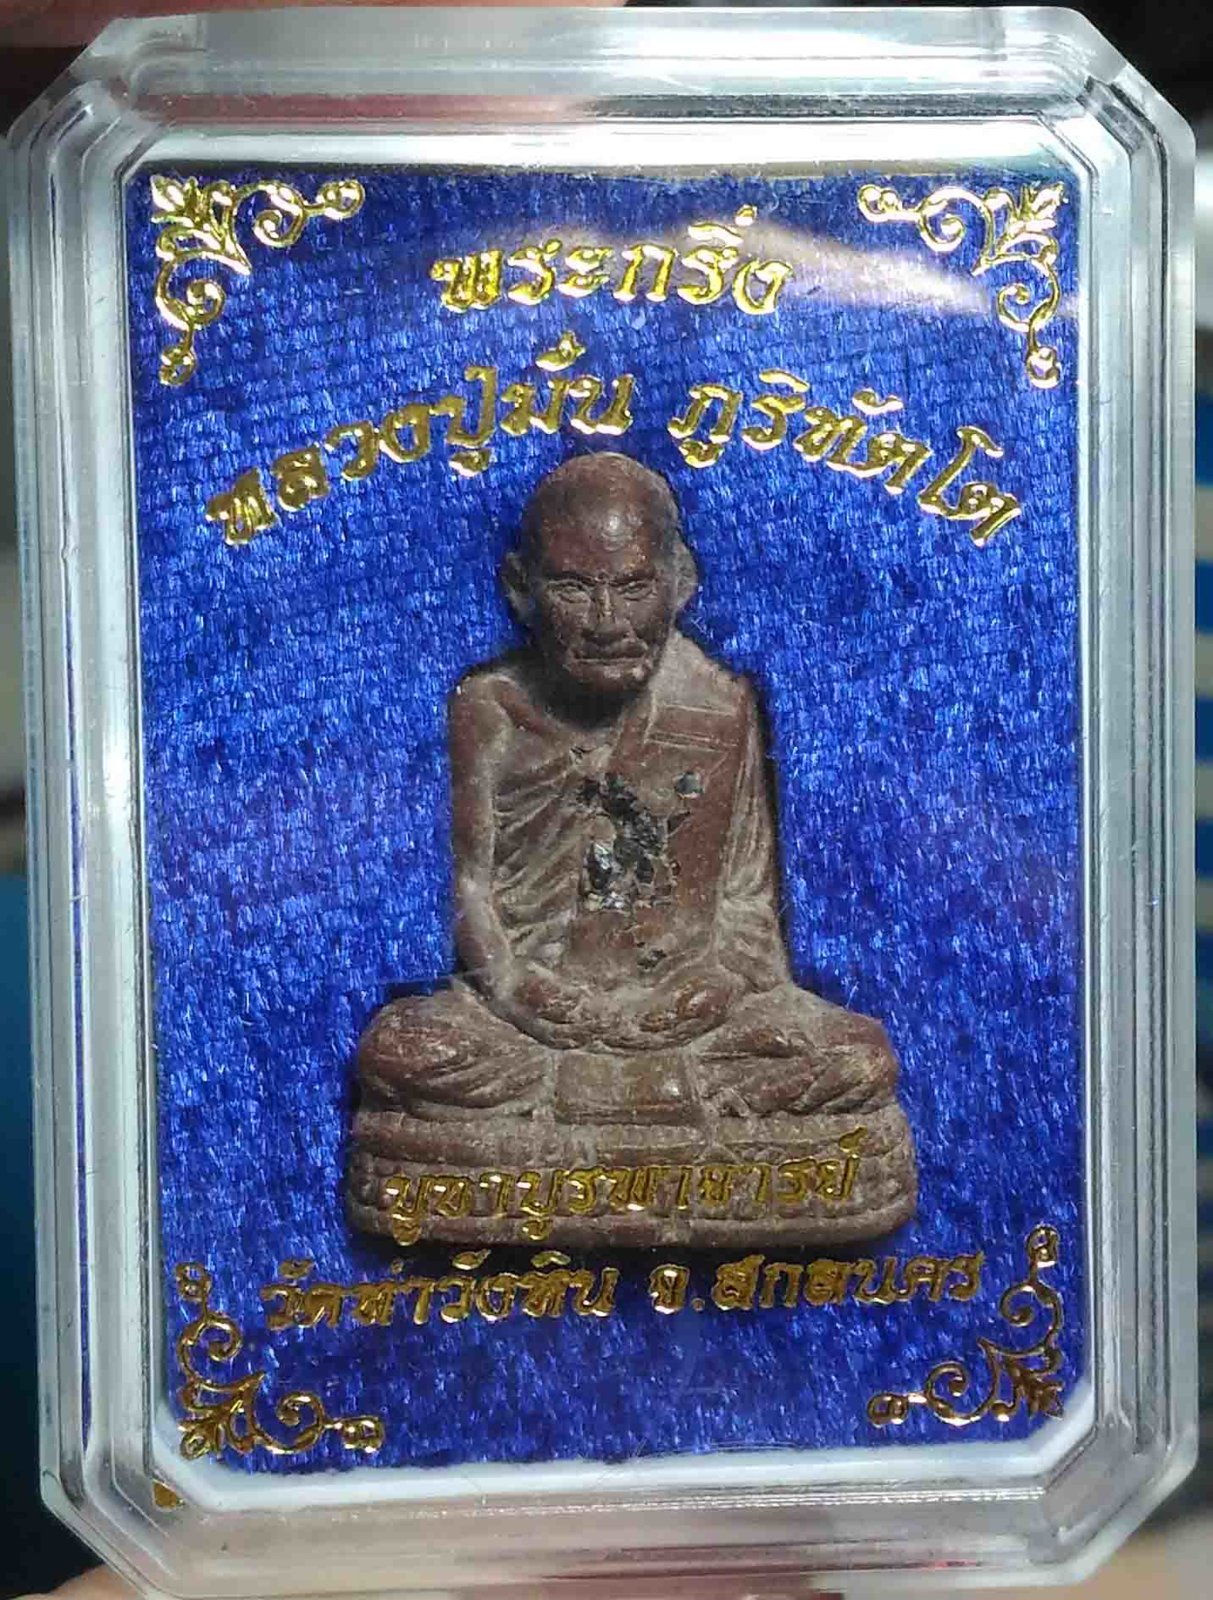 พระกริ่ง
หลวงปู่มั่น ภูริทัตโต
บูชาบูรพาจารย์
วัดท่าวังหิน จ.สกลนคร